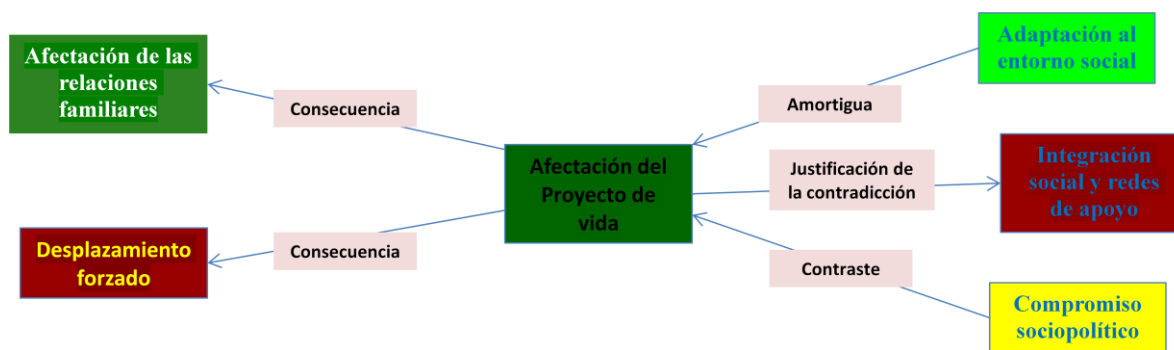 Afectación de las
relaciones
familiares
Consecuencia
Desplazamiento
forzado
Consecuencia
Afectación del
Proyecto de
vida
Adaptación al
entorno social
Amortigua
Justificación de
la contradicción
Integración
social y redes
de apoyo
Contraste
Compromiso
sociopolítico